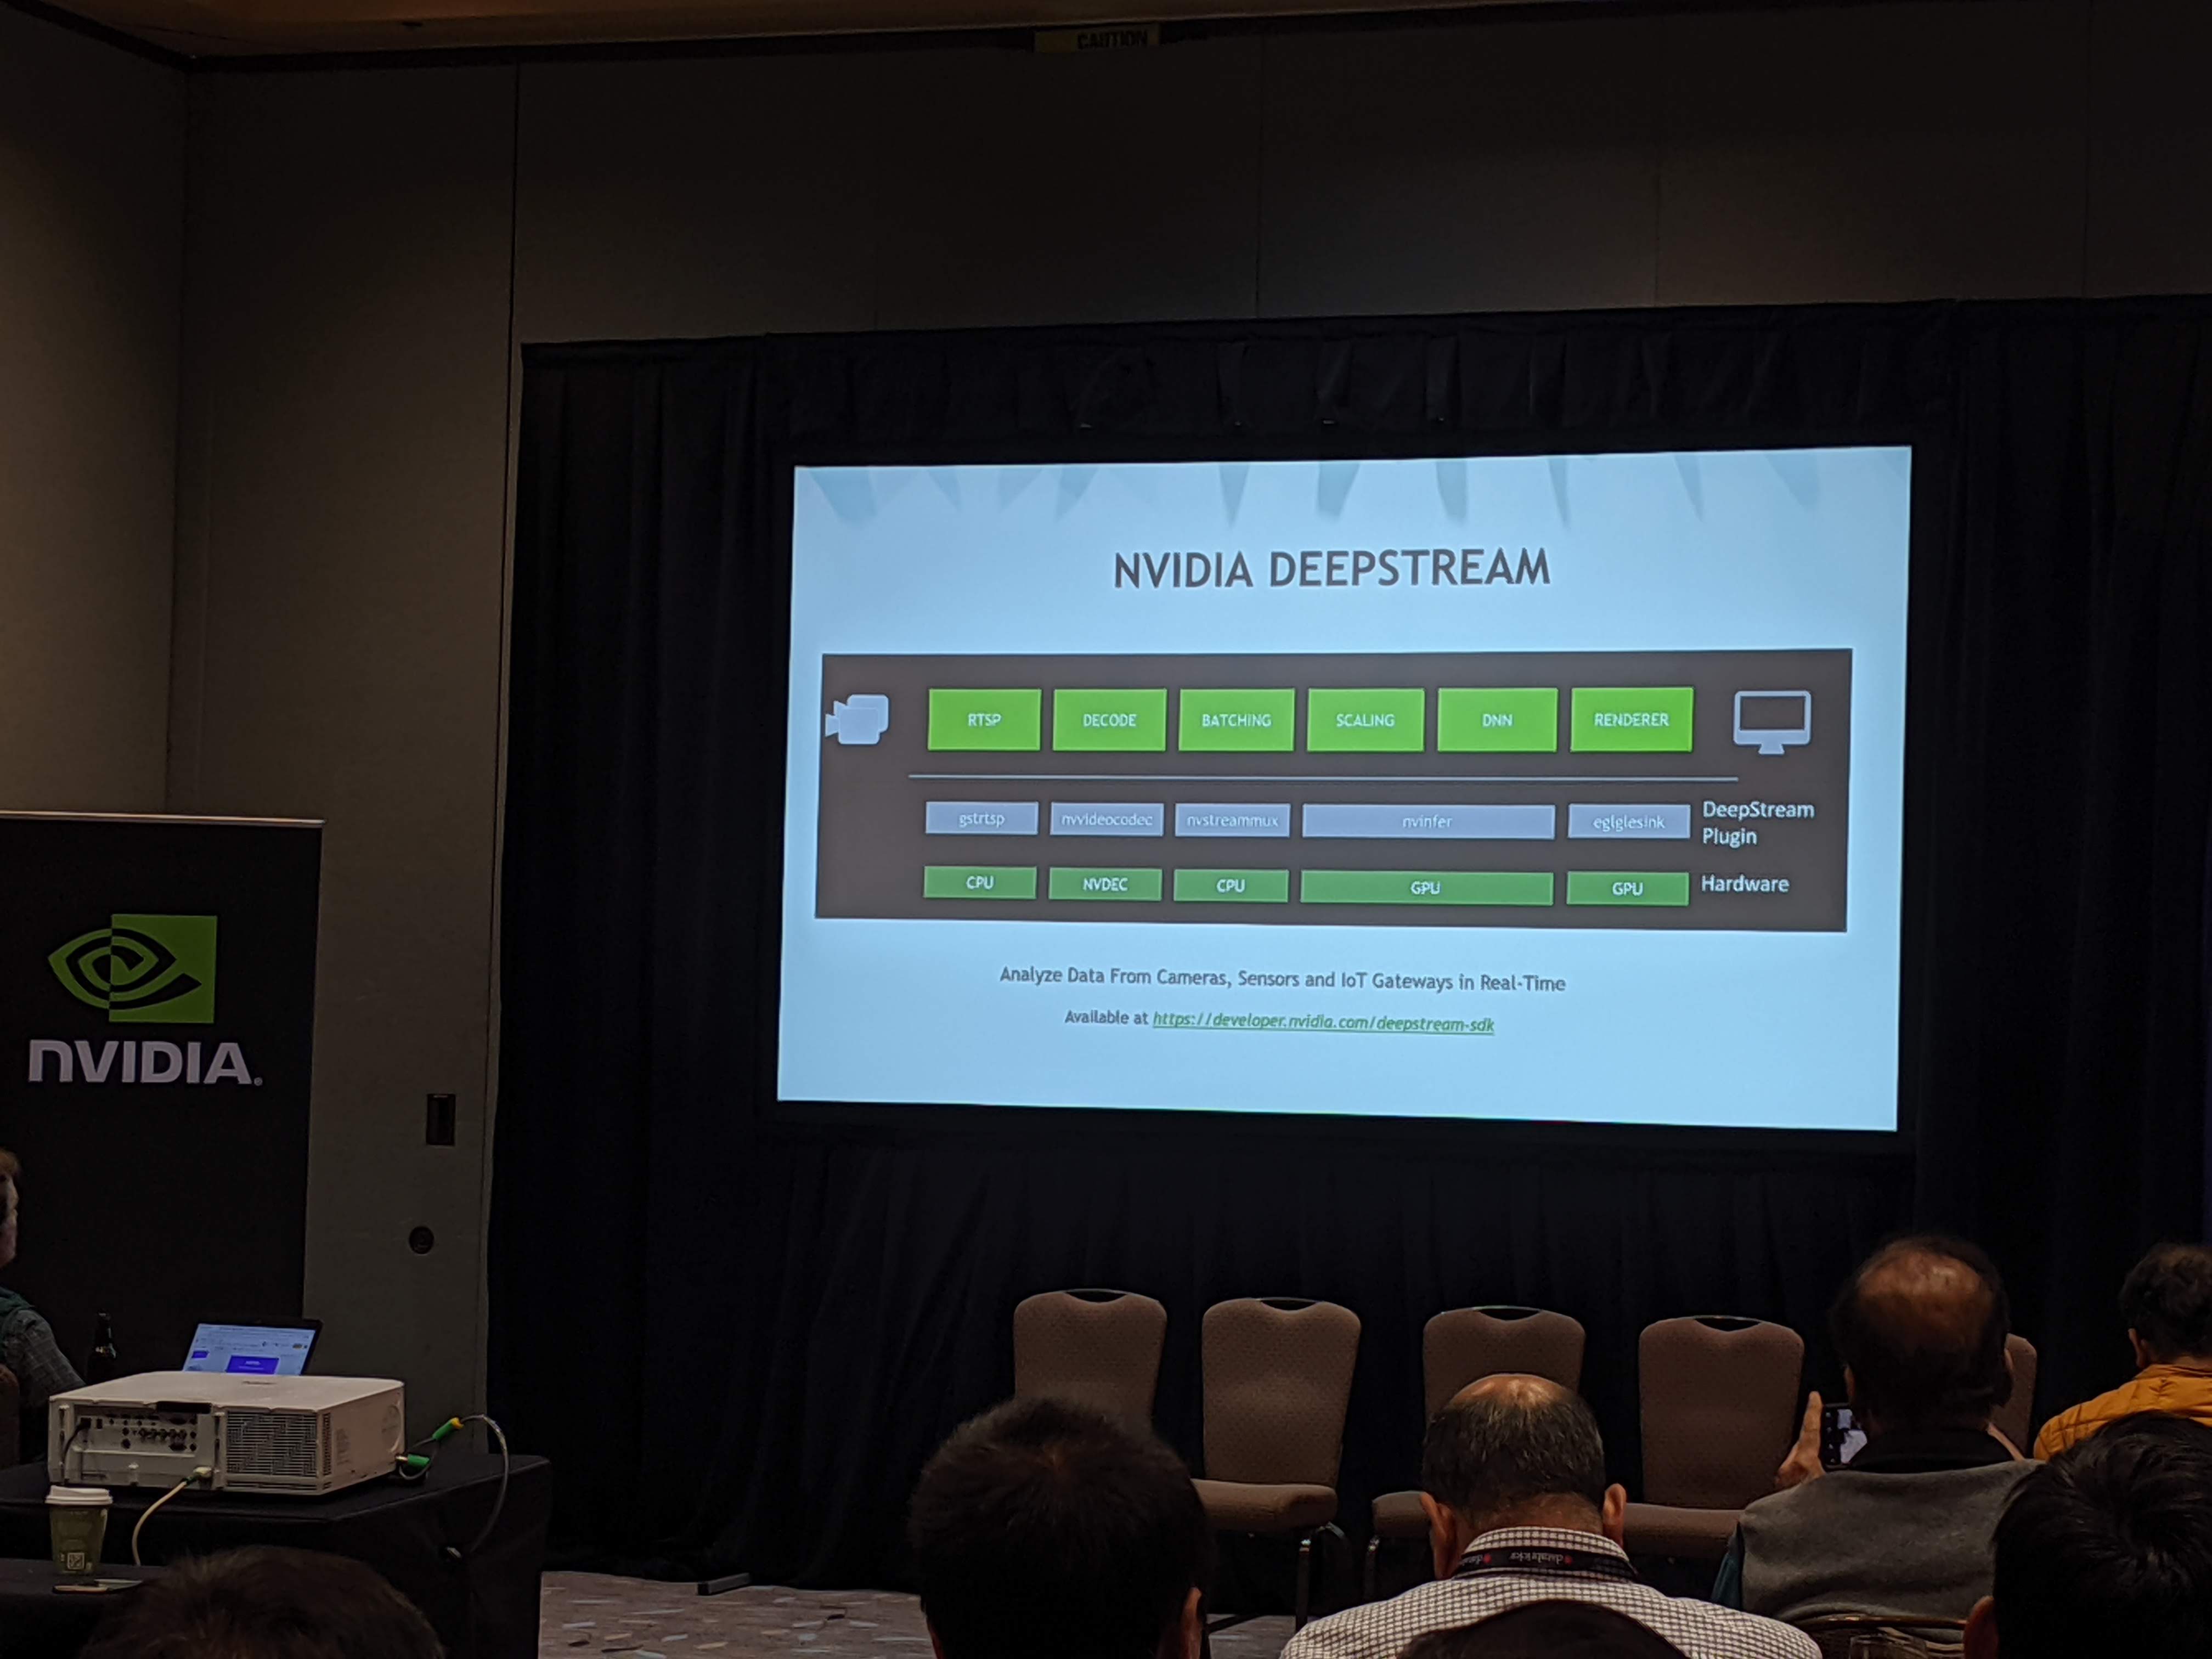 CAUTION
NVIDIA DEEPSTREAM
RTSP DECODE BATCHING SCALING DNN RENDERER
gstrtsp nvvideocodec nvstreammux nvinfer eglglesink DeepStream
Plugin
CPU NVDEC CPU GPU GPU Hardware
Analyze Data From Cameras, Sensors and IoT Gateways in Real-Time
Available at https://developer.nvidia.com/deepstream-sdk
nVIDIA.
databricks